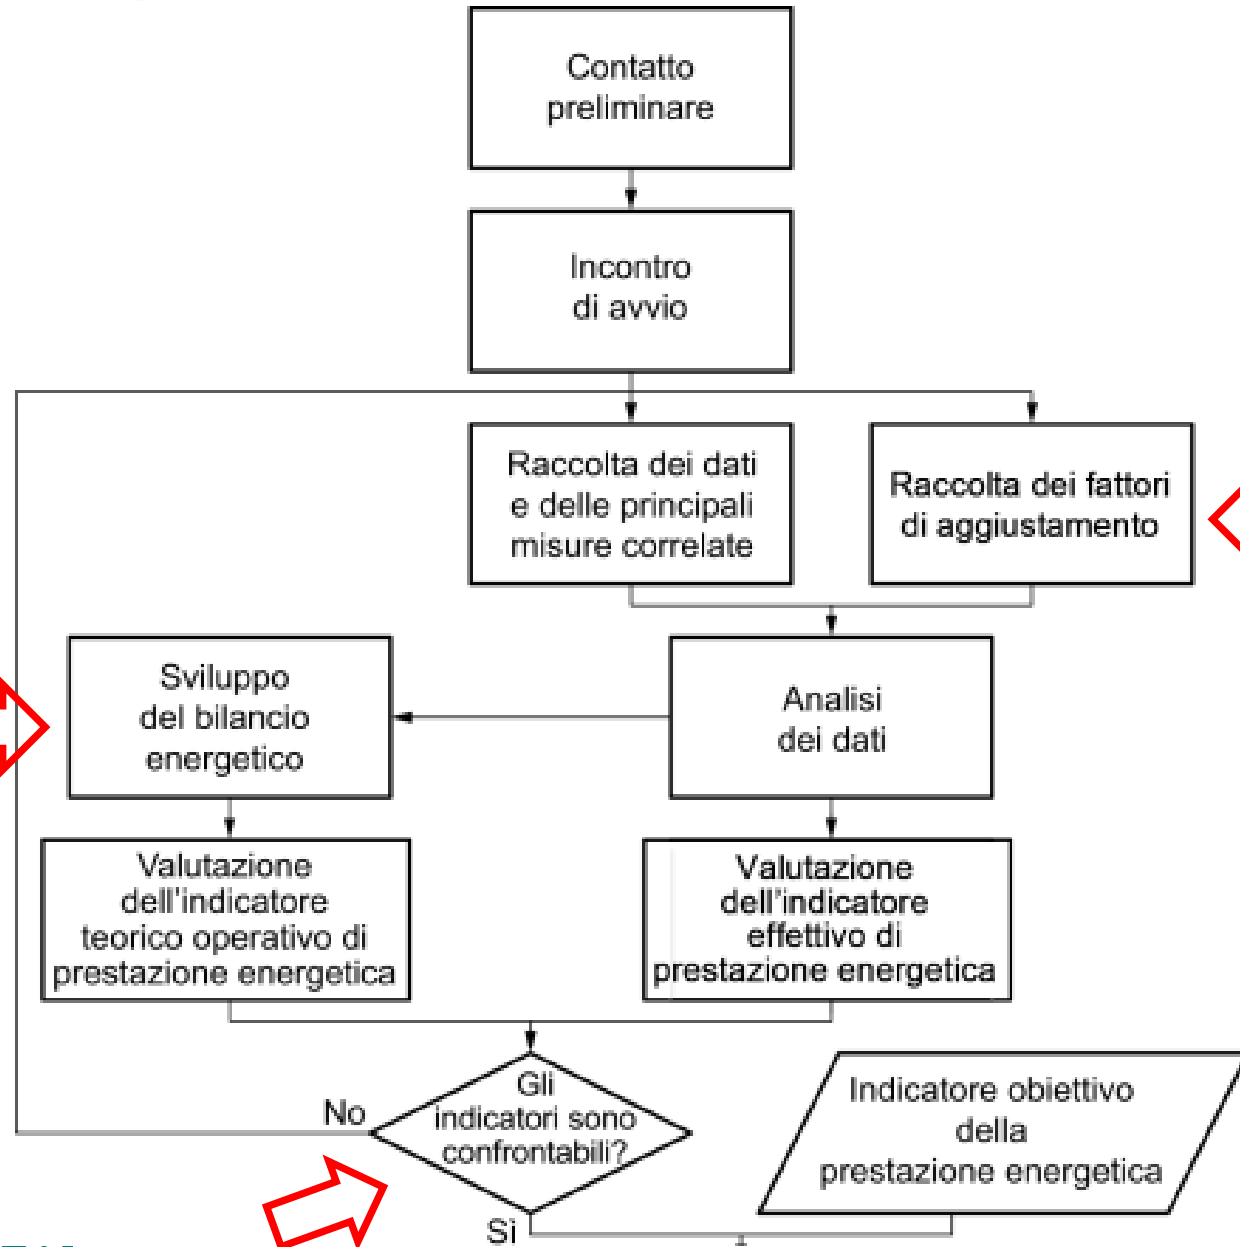 Contatto
preliminare
Incontro
di avvio
Raccolta dei dati
e delle principali
misure correlate
Raccolta dei fattori
di aggiustamento
Sviluppo
del bilancio
energetico
Analisi
dei dati
Valutazione
dell'indicatore
teorico operativo di
prestazione energetica
Valutazione
dell'indicatore
effettivo di
prestazione energetica
Gli
indicatori sono
confrontabili?
No
Sì
Indicatore obiettivo
della
prestazione energetica